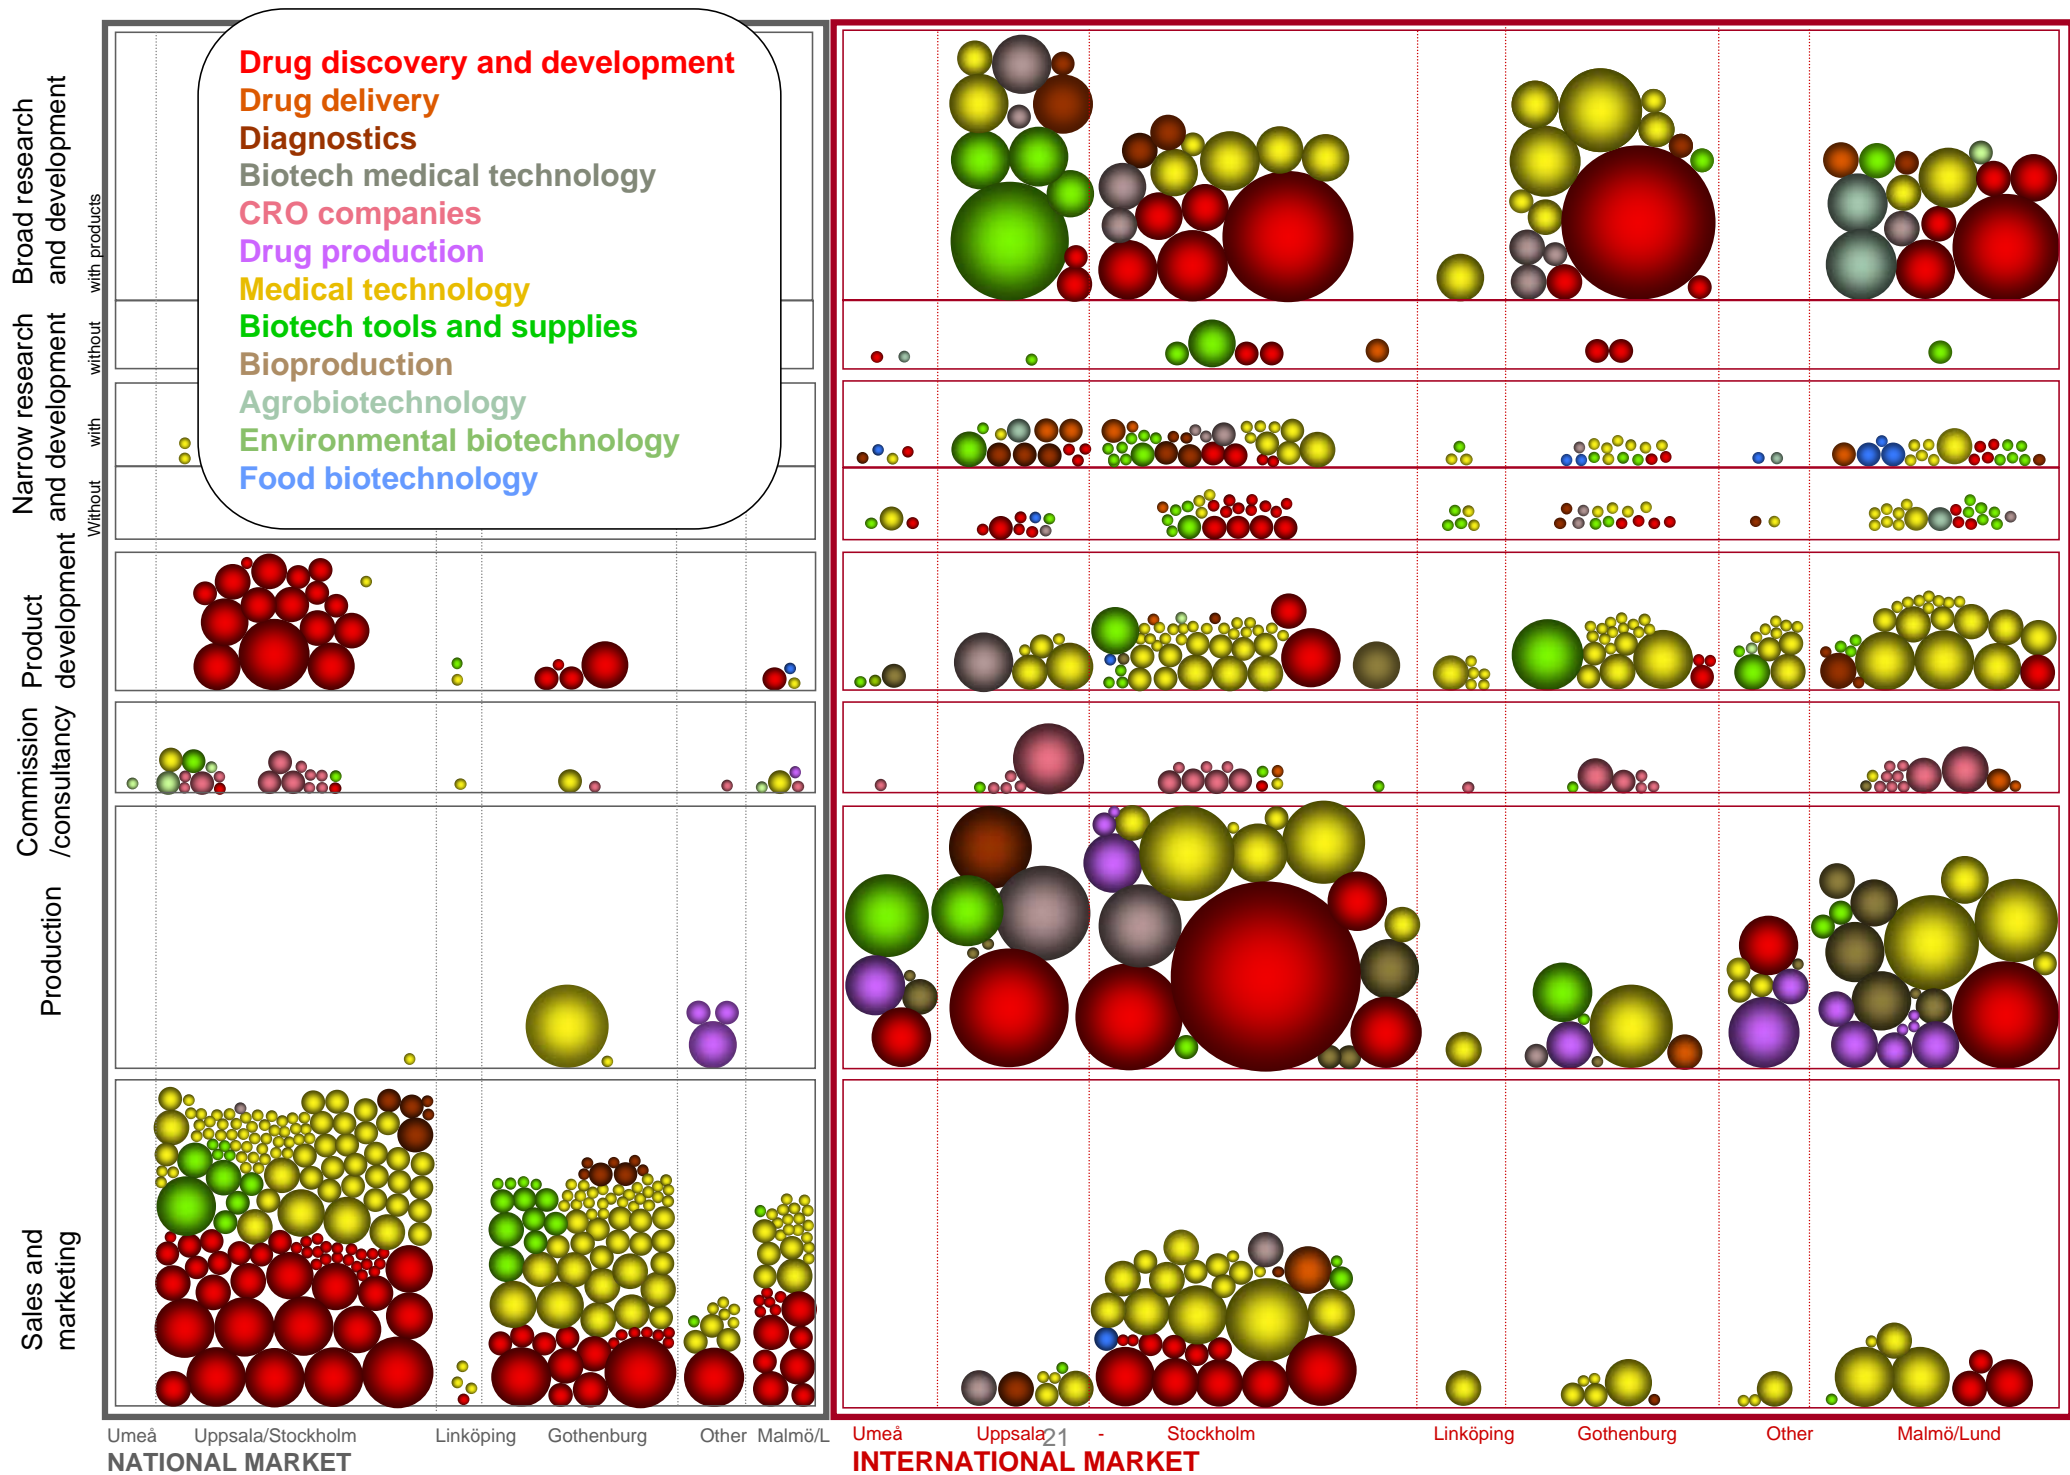 Drug discovery and development
Drug delivery
Diagnostics
Biotech medical technology
CRO companies
Drug production
Medical technology
Biotech tools and supplies
Bioproduction
Agrobiotechnology
Environmental biotechnology
Food biotechnology
Broad research
and development
with products
without
Narrow research
and development
with
Without
Product
development
Commission
/consultancy
Production
Sales and
marketing
Umeå Uppsala/Stockholm Linköping Gothenburg Other Malmö/L
NATIONAL MARKET
Umeå Uppsala - Stockholm Linköping Gothenburg Other Malmö/Lund
21
INTERNATIONAL MARKET